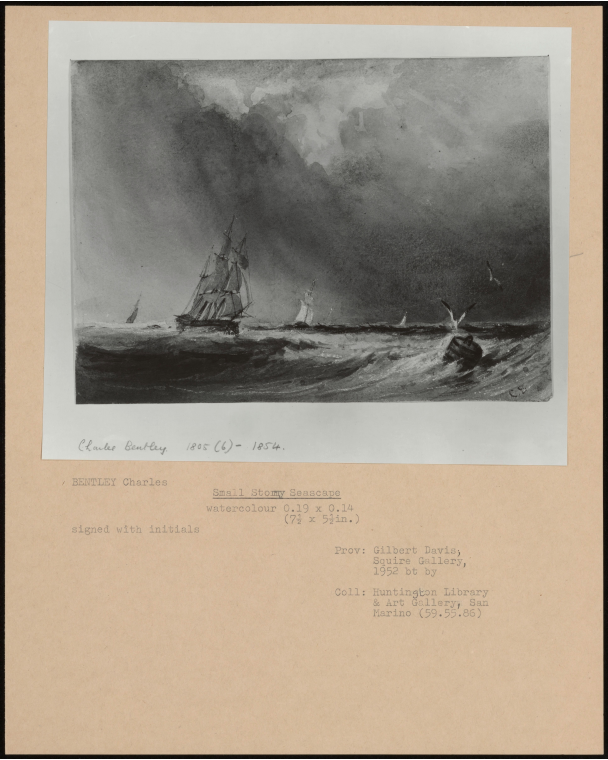 C.B.
Charles Bentley 1805 (6) - 1854.
BENTLEY Charles
Small Stomy Seascape
watercolour 0.19 x 0.14
(7½ x 5½in.)
signed with initials
Prov: Gilbert Davis,
Squire Gallery,
1952 bt by
Coll: Huntington Library
& Art Gallery, San
Marino (59.55.86)